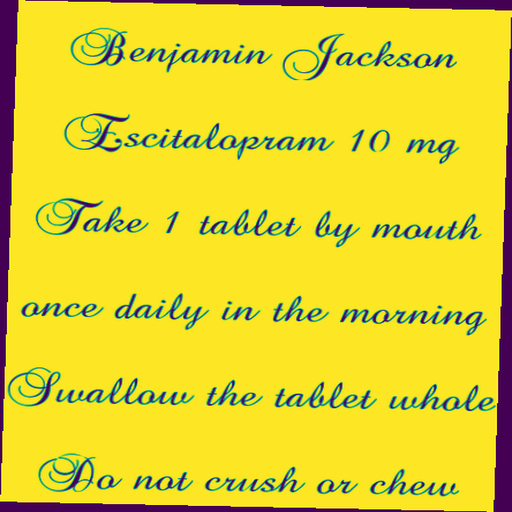 Benjamin Jackson
Escitalopram 10 mg
Take 1 tablet by mouth
once daily in the morning
Swallow the tablet whole
Do not crush or chew